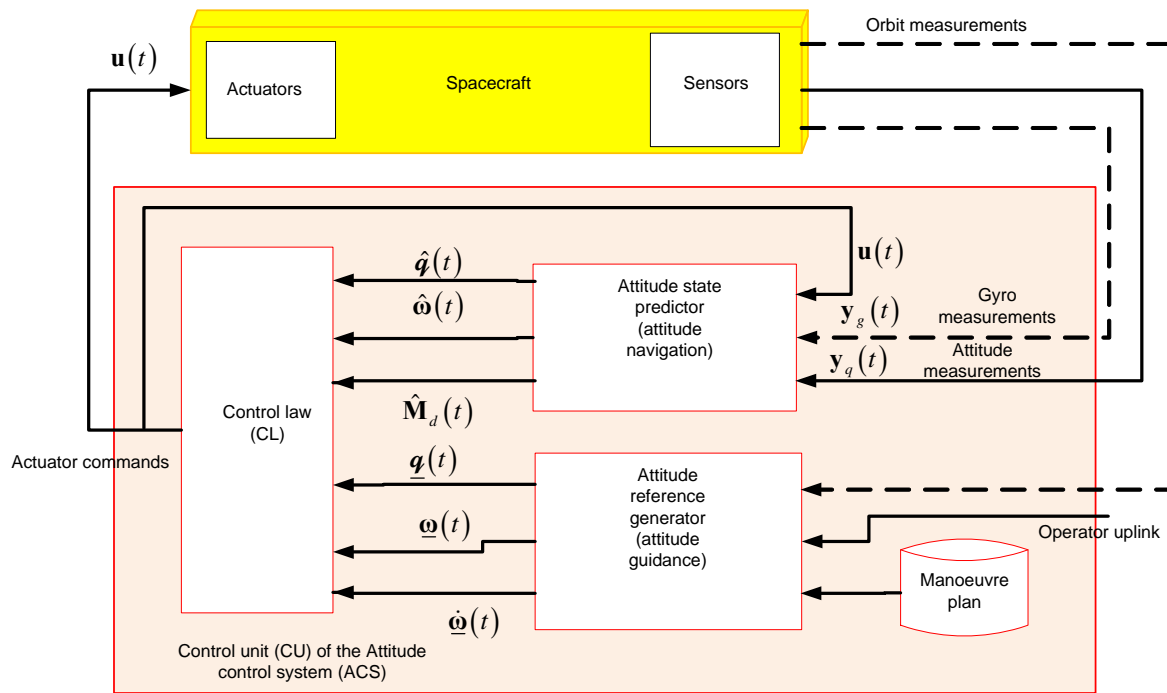 Orbit measurements
𝐮(t)
Actuators
Spacecraft
Sensors
𝒒̂(t)
𝛚̂(t)
𝐌̂_d(t)
Attitude state
predictor
(attitude
navigation)
𝐮(t)
Gyro
measurements
𝐲_g(t)
Attitude
measurements
𝐲_q(t)
Control law
(CL)
Actuator commands
𝒒̲(t)
𝛚̲(t)
𝛚̲̇(t)
Attitude
reference
generator
(attitude
guidance)
Operator uplink
Manoeuvre
plan
Control unit (CU) of the Attitude
control system (ACS)